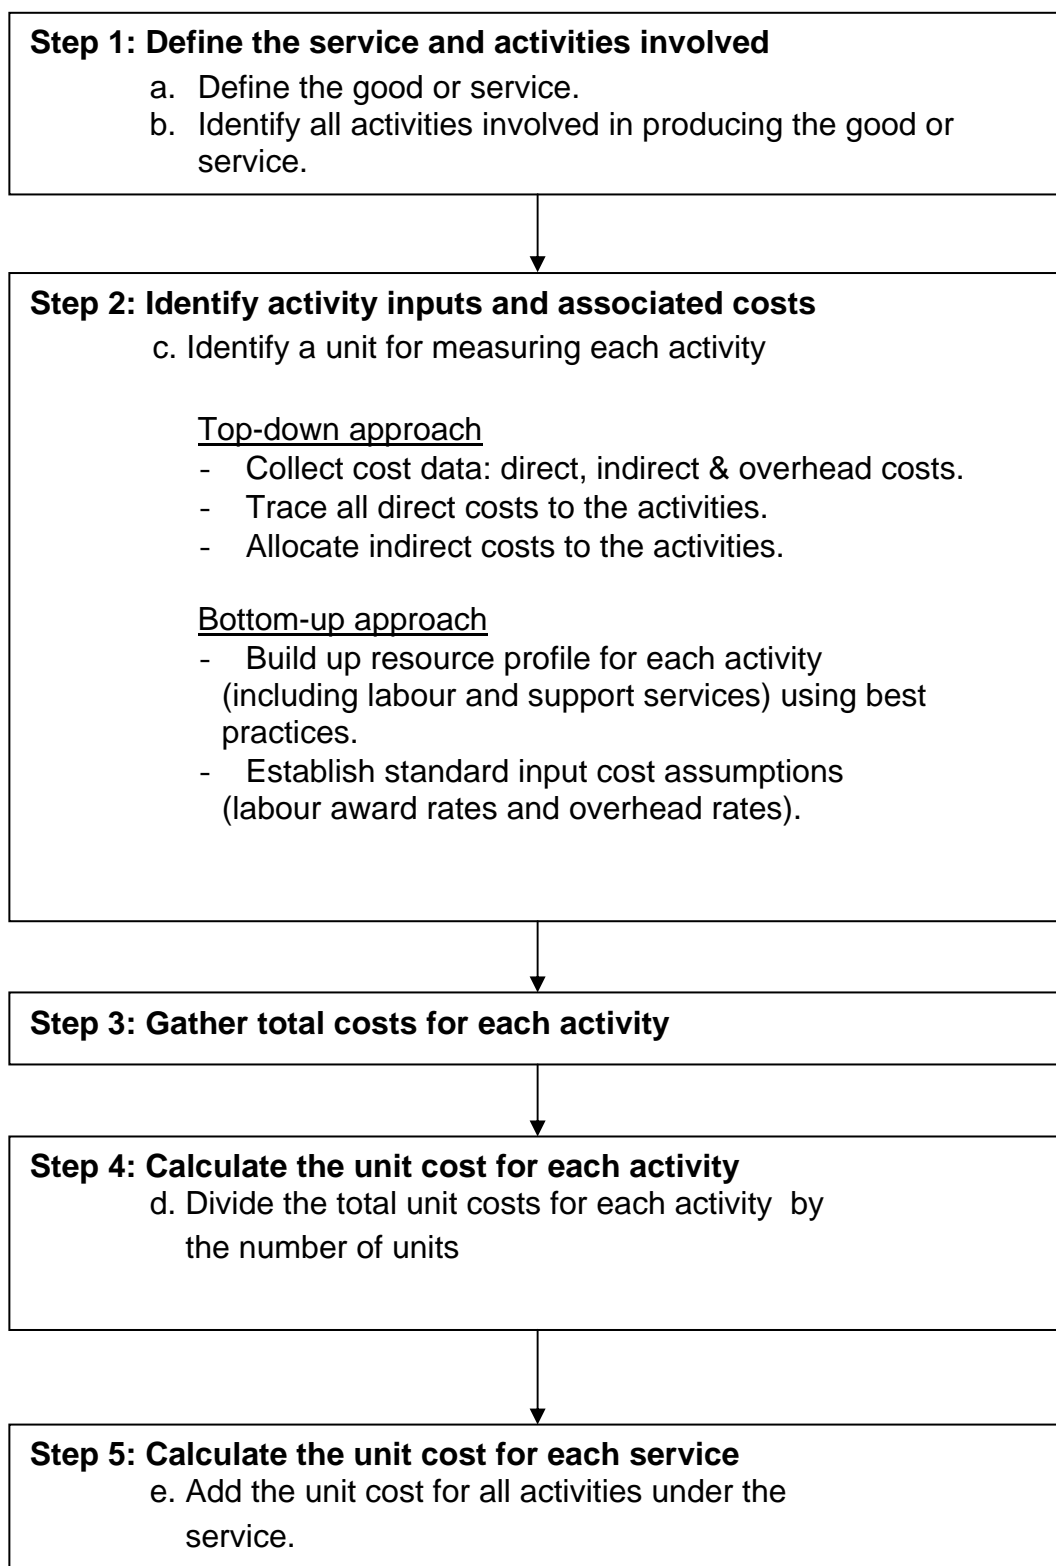 Step 1: Define the service and activities involved
a. Define the good or service.
b. Identify all activities involved in producing the good or
service.
Step 2: Identify activity inputs and associated costs
c. Identify a unit for measuring each activity
Top-down approach
- Collect cost data: direct, indirect & overhead costs.
- Trace all direct costs to the activities.
- Allocate indirect costs to the activities.
Bottom-up approach
- Build up resource profile for each activity
(including labour and support services) using best
practices.
- Establish standard input cost assumptions
(labour award rates and overhead rates).
Step 3: Gather total costs for each activity
Step 4: Calculate the unit cost for each activity
d. Divide the total unit costs for each activity by
the number of units
Step 5: Calculate the unit cost for each service
e. Add the unit cost for all activities under the
service.